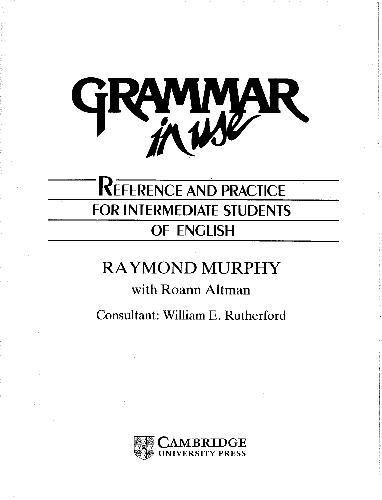 GRAMMAR
in use
REFERENCE AND PRACTICE
FOR INTERMEDIATE STUDENTS
OF ENGLISH
RAYMOND MURPHY
with Roann Altman
Consultant: William E. Rutherford
CAMBRIDGE
UNIVERSITY PRESS